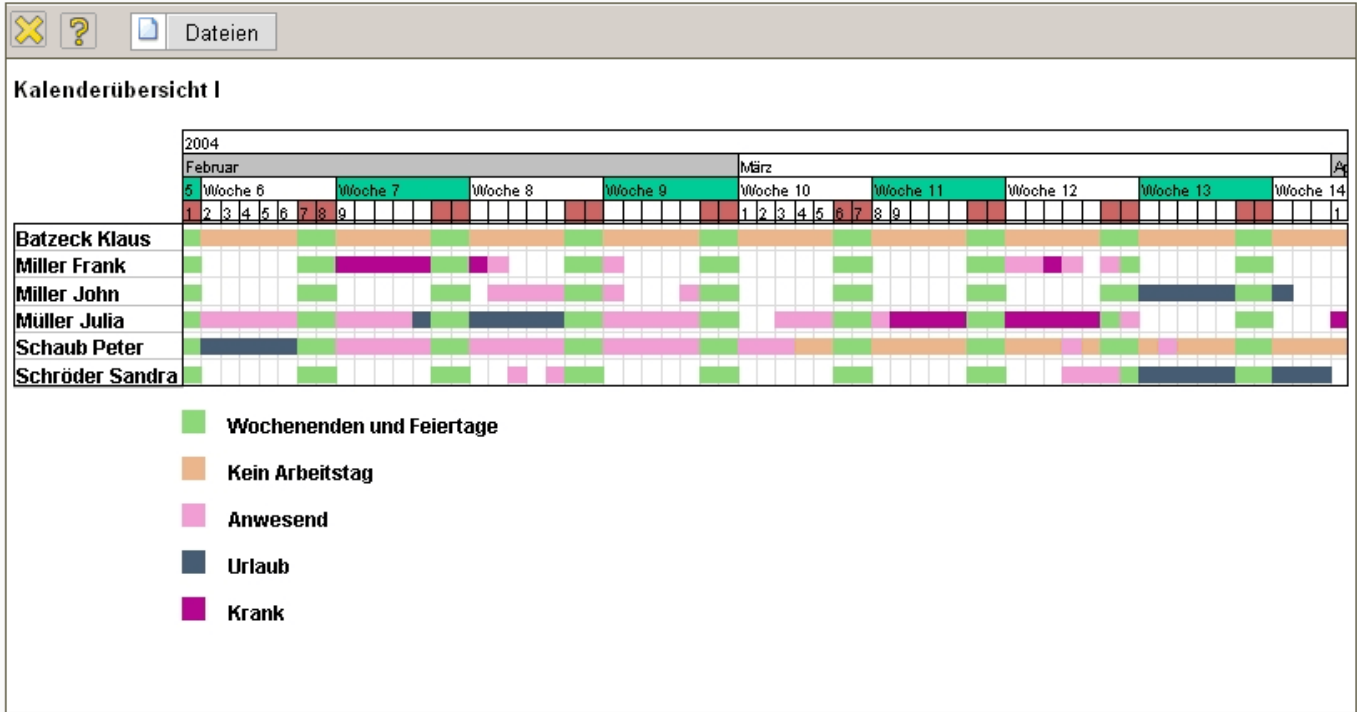 Dateien
Kalenderübersicht I
2004
Februar März
5 Woche 6 Woche 7 Woche 8 Woche 9 Woche 10 Woche 11 Woche 12 Woche 13 Woche 14
1 2 3 4 5 6 7 8 9 1 2 3 4 5 6 7 8 9 1
Batzeck Klaus
Miller Frank
Miller John
Müller Julia
Schaub Peter
Schröder Sandra
Wochenenden und Feiertage
Kein Arbeitstag
Anwesend
Urlaub
Krank